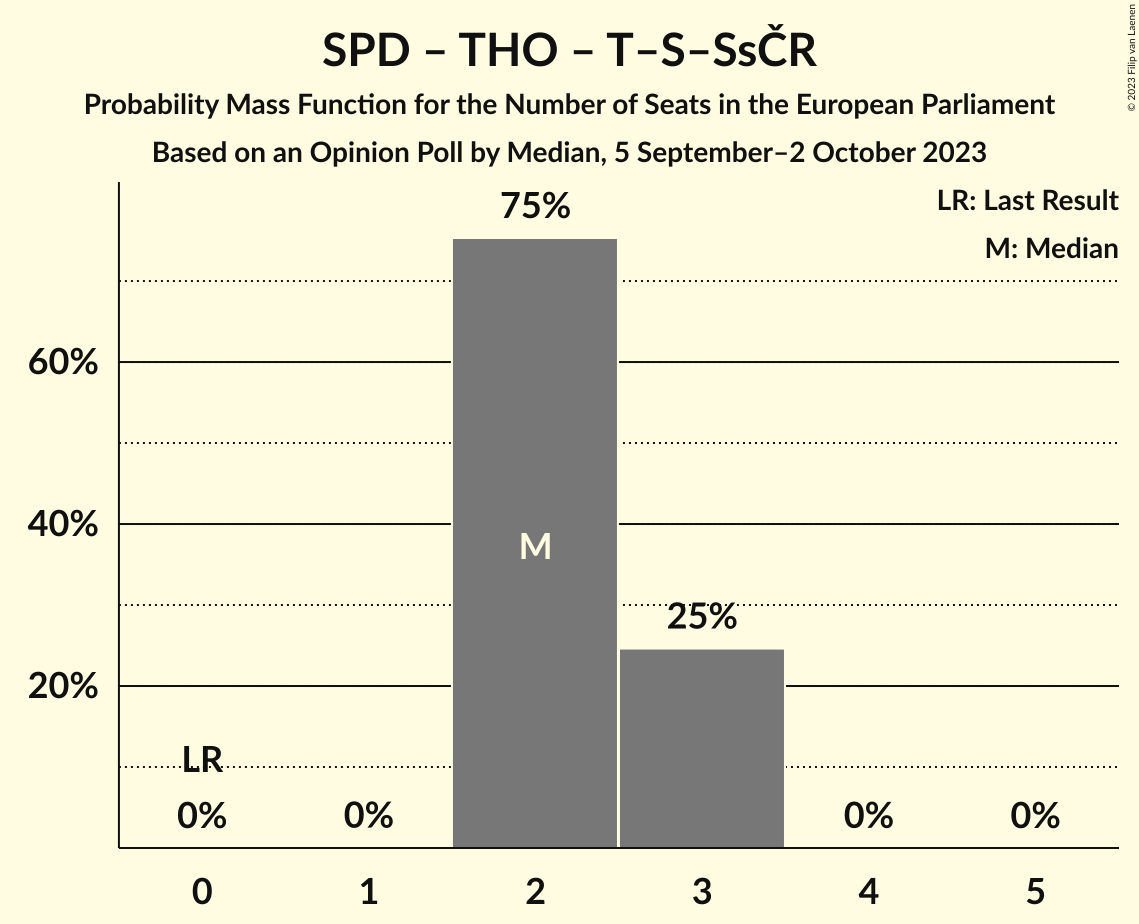 SPD – THO – T–S–SsČR
Probability Mass Function for the Number of Seats in the European Parliament
Based on an Opinion Poll by Median, 5 September–2 October 2023
© 2023 Filip van Laenen
LR: Last Result
M: Median
75%
60%
40%
M
25%
20%
LR
0%
0%
0%
0%
0
1
2
3
4
5